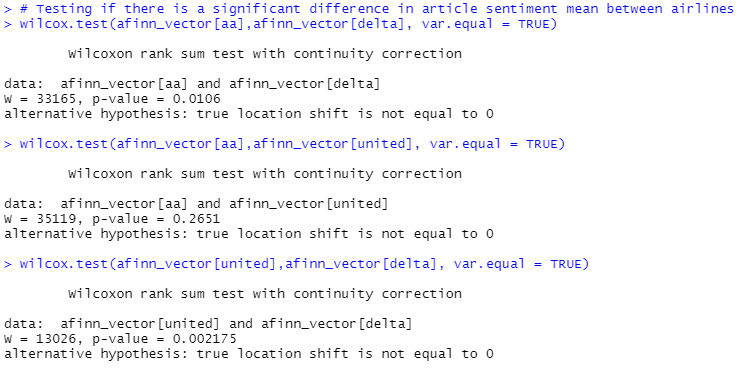 > # Testing if there is a significant difference in article sentiment mean between airlines
> wilcox.test(afinn_vector[aa],afinn_vector[delta], var.equal = TRUE)
Wilcoxon rank sum test with continuity correction
data:  afinn_vector[aa] and afinn_vector[delta]
W = 33165, p-value = 0.0106
alternative hypothesis: true location shift is not equal to 0
> wilcox.test(afinn_vector[aa],afinn_vector[united], var.equal = TRUE)
Wilcoxon rank sum test with continuity correction
data:  afinn_vector[aa] and afinn_vector[united]
W = 35119, p-value = 0.2651
alternative hypothesis: true location shift is not equal to 0
> wilcox.test(afinn_vector[united],afinn_vector[delta], var.equal = TRUE)
Wilcoxon rank sum test with continuity correction
data:  afinn_vector[united] and afinn_vector[delta]
W = 13026, p-value = 0.002175
alternative hypothesis: true location shift is not equal to 0